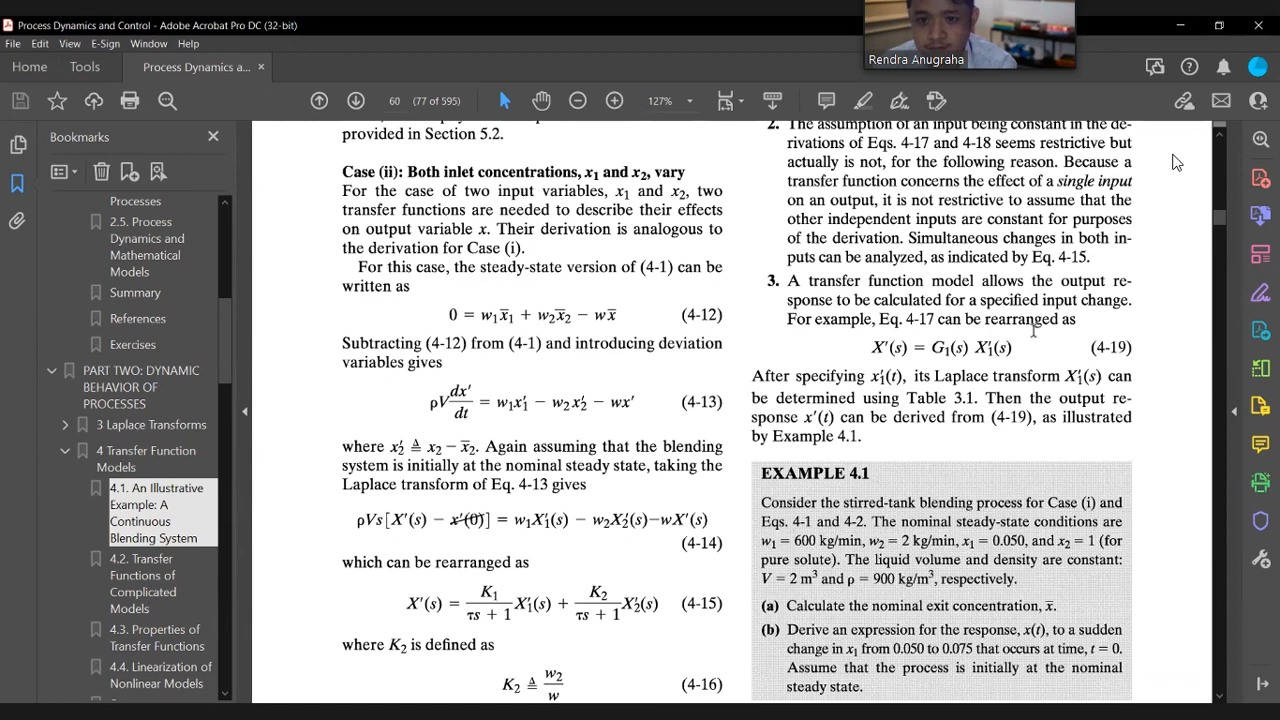 Process Dynamics and Control - Adobe Acrobat Pro DC (32-bit)
File Edit View E-Sign Window Help
Home Tools Process Dynamics a... ×
60 (77 of 595) 127%
Rendra Anugraha
Bookmarks
Processes
2.5. Process
Dynamics and
Mathematical
Models
Summary
References
Exercises
PART TWO: DYNAMIC
BEHAVIOR OF
PROCESSES
3 Laplace Transforms
4 Transfer Function
Models
4.1. An Illustrative
Example: A
Continuous
Blending System
4.2. Transfer
Functions of
Complicated
Models
4.3. Properties of
Transfer Functions
4.4. Linearization of
Nonlinear Models
provided in Section 5.2.
Case (ii): Both inlet concentrations, x1 and x2, vary
For the case of two input variables, x1 and x2, two
transfer functions are needed to describe their effects
on output variable x. Their derivation is analogous to
the derivation for Case (i).
For this case, the steady-state version of (4-1) can be
written as
0 = w1x̄1 + w2x̄2 − wx̄ (4-12)
Subtracting (4-12) from (4-1) and introducing deviation
variables gives
ρV dx′/dt = w1x′1 − w2x′2 − wx′ (4-13)
where x′2 ≜ x2 − x̄2. Again assuming that the blending
system is initially at the nominal steady state, taking the
Laplace transform of Eq. 4-13 gives
ρVs[X′(s) − x′(0)] = w1X′1(s) − w2X′2(s)−wX′(s)
(4-14)
which can be rearranged as
X′(s) = K1/(τs + 1) X′1(s) + K2/(τs + 1) X′2(s) (4-15)
where K2 is defined as
K2 ≜ w2/w (4-16)
2. The assumption of an input being constant in the de-
rivations of Eqs. 4-17 and 4-18 seems restrictive but
actually is not, for the following reason. Because a
transfer function concerns the effect of a single input
on an output, it is not restrictive to assume that the
other independent inputs are constant for purposes
of the derivation. Simultaneous changes in both in-
puts can be analyzed, as indicated by Eq. 4-15.
3. A transfer function model allows the output re-
sponse to be calculated for a specified input change.
For example, Eq. 4-17 can be rearranged as
X′(s) = G1(s) X′1(s) (4-19)
After specifying x′1(t), its Laplace transform X′1(s) can
be determined using Table 3.1. Then the output re-
sponse x′(t) can be derived from (4-19), as illustrated
by Example 4.1.
EXAMPLE 4.1
Consider the stirred-tank blending process for Case (i) and
Eqs. 4-1 and 4-2. The nominal steady-state conditions are
w1 = 600 kg/min, w2 = 2 kg/min, x1 = 0.050, and x2 = 1 (for
pure solute). The liquid volume and density are constant:
V = 2 m³ and ρ = 900 kg/m³, respectively.
(a) Calculate the nominal exit concentration, x̄.
(b) Derive an expression for the response, x(t), to a sudden
change in x1 from 0.050 to 0.075 that occurs at time, t = 0.
Assume that the process is initially at the nominal
steady state.